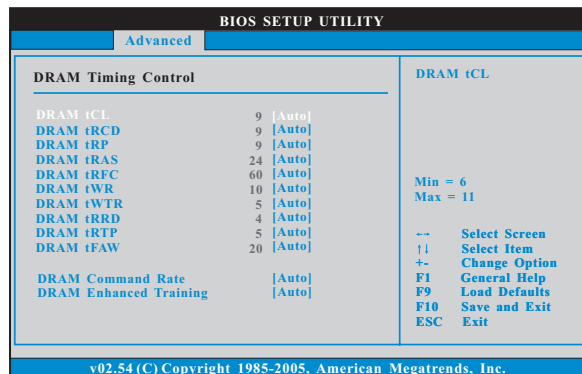 BIOS SETUP UTILITY
Advanced
DRAM Timing Control
DRAM tCL 9 [Auto]
DRAM tRCD 9 [Auto]
DRAM tRP 9 [Auto]
DRAM tRAS 24 [Auto]
DRAM tRFC 60 [Auto]
DRAM tWR 10 [Auto]
DRAM tWTR 5 [Auto]
DRAM tRRD 4 [Auto]
DRAM tRTP 5 [Auto]
DRAM tFAW 20 [Auto]
DRAM Command Rate [Auto]
DRAM Enhanced Training [Auto]
DRAM tCL
Min = 6
Max = 11
←→ Select Screen
↑↓ Select Item
+- Change Option
F1 General Help
F9 Load Defaults
F10 Save and Exit
ESC Exit
v02.54 (C) Copyright 1985-2005, American Megatrends, Inc.